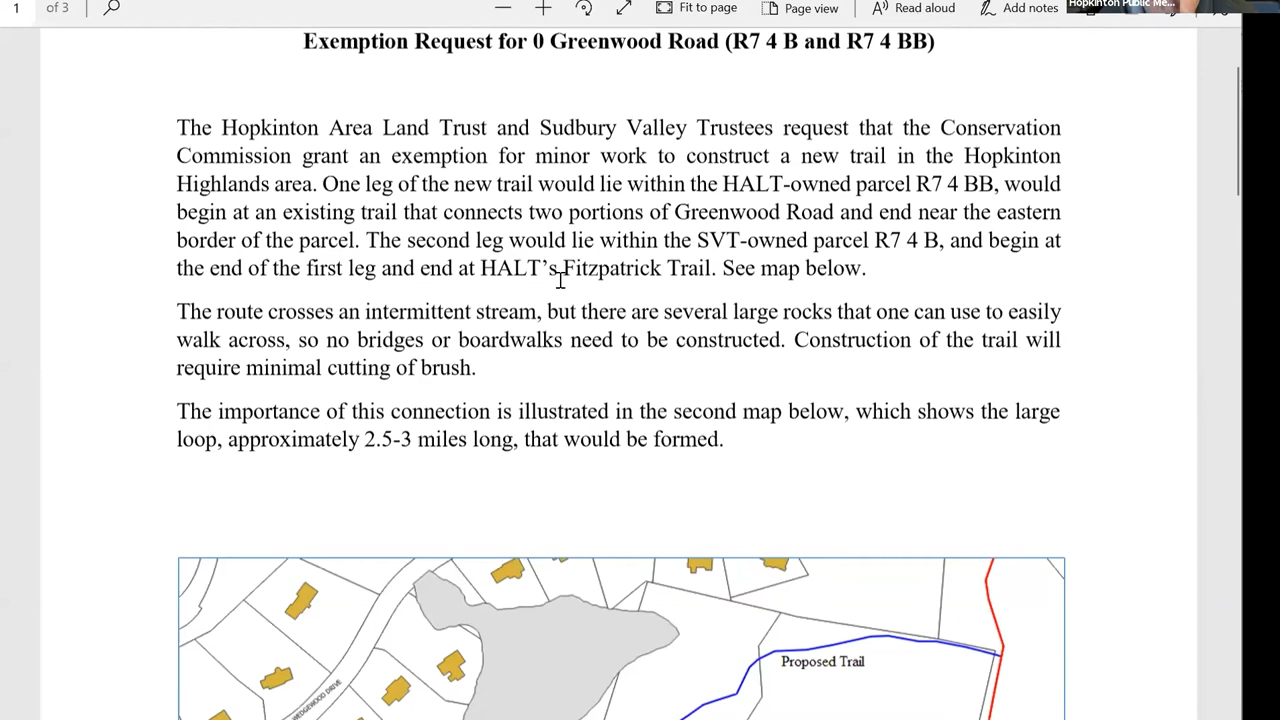 1 of 3 Fit to page Page view Read aloud Add notes
Hopkinton Public Me...
Exemption Request for 0 Greenwood Road (R7 4 B and R7 4 BB)
The Hopkinton Area Land Trust and Sudbury Valley Trustees request that the Conservation
Commission grant an exemption for minor work to construct a new trail in the Hopkinton
Highlands area. One leg of the new trail would lie within the HALT-owned parcel R7 4 BB, would
begin at an existing trail that connects two portions of Greenwood Road and end near the eastern
border of the parcel. The second leg would lie within the SVT-owned parcel R7 4 B, and begin at
the end of the first leg and end at HALT’s Fitzpatrick Trail. See map below.
The route crosses an intermittent stream, but there are several large rocks that one can use to easily
walk across, so no bridges or boardwalks need to be constructed. Construction of the trail will
require minimal cutting of brush.
The importance of this connection is illustrated in the second map below, which shows the large
loop, approximately 2.5-3 miles long, that would be formed.
Proposed Trail
WEDGEWOOD DRIVE